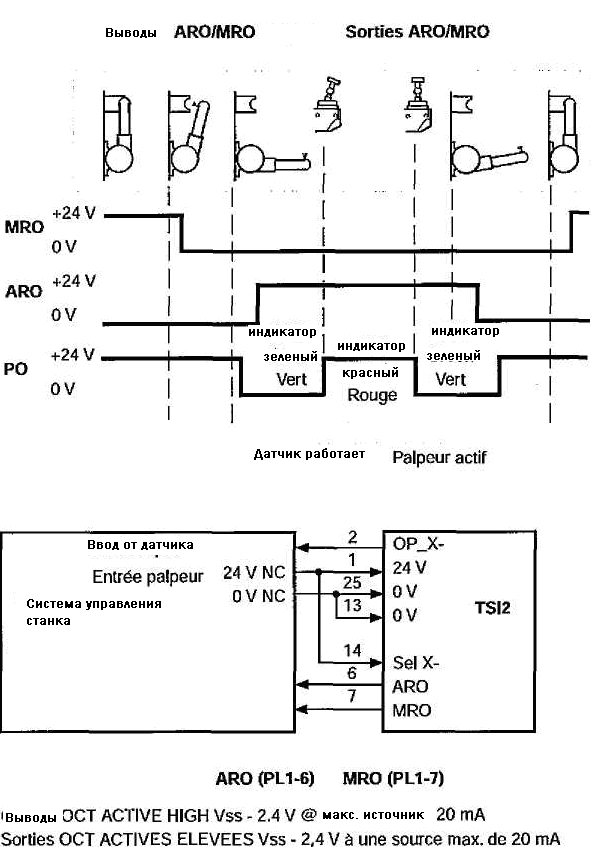 Выводы ARO/MRO Sorties ARO/MRO
MRO +24 V
0 V
ARO +24 V
0 V
индикатор индикатор
PO +24 V зеленый индикатор зеленый
0 V Vert красный Vert
Rouge
Датчик работает Palpeur actif
Ввод от датчика
Entrée palpeur
24 V NC
0 V NC
Система управления
станка
2 OP_X-
1 24 V
25 0 V
13 0 V
TSI2
14 Sel X-
6 ARO
7 MRO
ARO (PL1-6) MRO (PL1-7)
Выводы OCT ACTIVE HIGH Vss - 2.4 V @ макс. источник 20 mA
Sorties OCT ACTIVES ELEVEES Vss - 2,4 V à une source max. de 20 mA